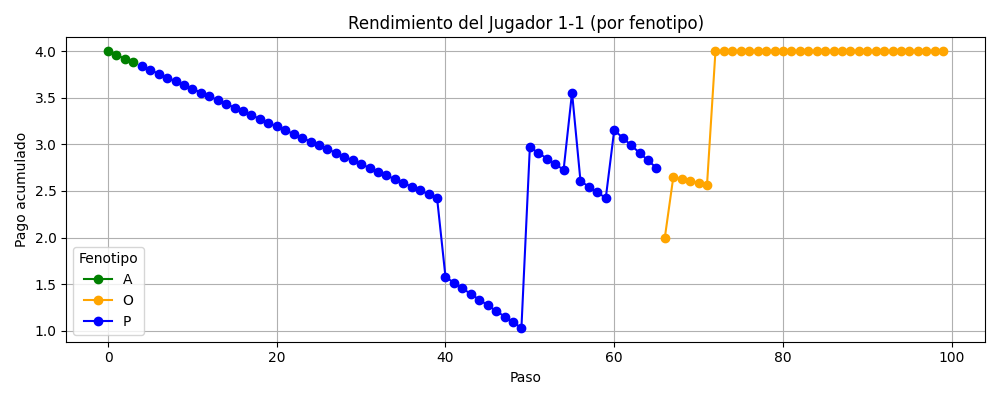 Rendimiento del Jugador 1-1 (por fenotipo)
Pago acumulado
4.0
3.5
3.0
2.5
2.0
1.5
1.0
Fenotipo
A
O
P
0 20 40 60 80 100
Paso